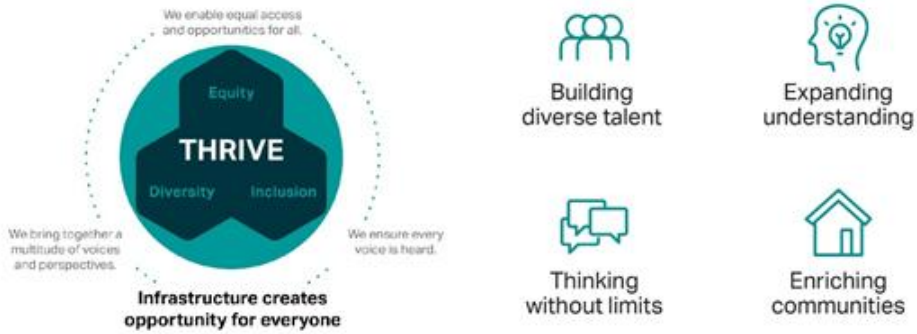 We enable equal access
and opportunities for all.
Equity
THRIVE
Diversity
Inclusion
We bring together a
multitude of voices
and perspectives.
We ensure every
voice is heard.
Infrastructure creates
opportunity for everyone
Building
diverse talent
Expanding
understanding
Thinking
without limits
Enriching
communities